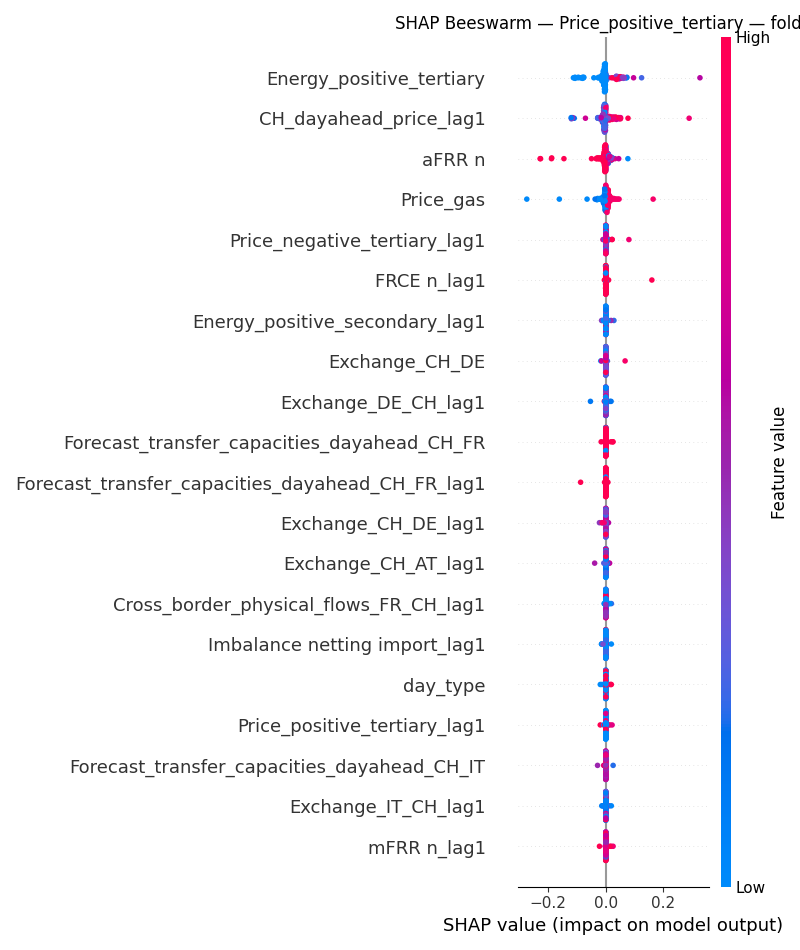 SHAP Beeswarm — Price_positive_tertiary — fold
High
Energy_positive_tertiary
CH_dayahead_price_lag1
aFRR n
Price_gas
Price_negative_tertiary_lag1
FRCE n_lag1
Energy_positive_secondary_lag1
Exchange_CH_DE
Exchange_DE_CH_lag1
Forecast_transfer_capacities_dayahead_CH_FR
Forecast_transfer_capacities_dayahead_CH_FR_lag1
Exchange_CH_DE_lag1
Exchange_CH_AT_lag1
Cross_border_physical_flows_FR_CH_lag1
Imbalance netting import_lag1
day_type
Price_positive_tertiary_lag1
Forecast_transfer_capacities_dayahead_CH_IT
Exchange_IT_CH_lag1
mFRR n_lag1
Feature value
Low
−0.2 0.0 0.2
SHAP value (impact on model output)